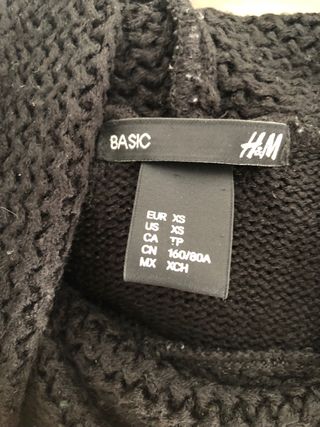 BASIC H&M
EUR XS
US XS
CA TP
CN 160/80A
MX XCH